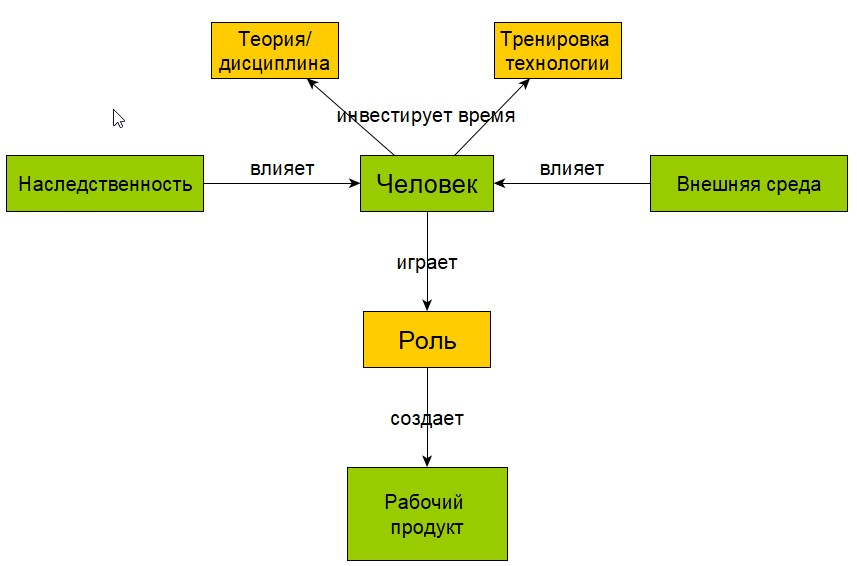 Теория/
дисциплина
Тренировка
технологии
инвестирует время
Наследственность
влияет
Человек
влияет
Внешняя среда
играет
Роль
создает
Рабочий
продукт